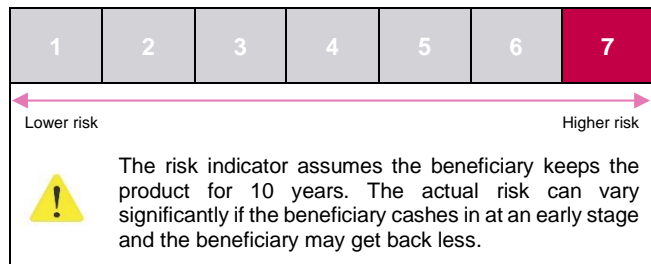 1 2 3 4 5 6 7
Lower risk Higher risk
The risk indicator assumes the beneficiary keeps the
product for 10 years. The actual risk can vary
significantly if the beneficiary cashes in at an early stage
and the beneficiary may get back less.